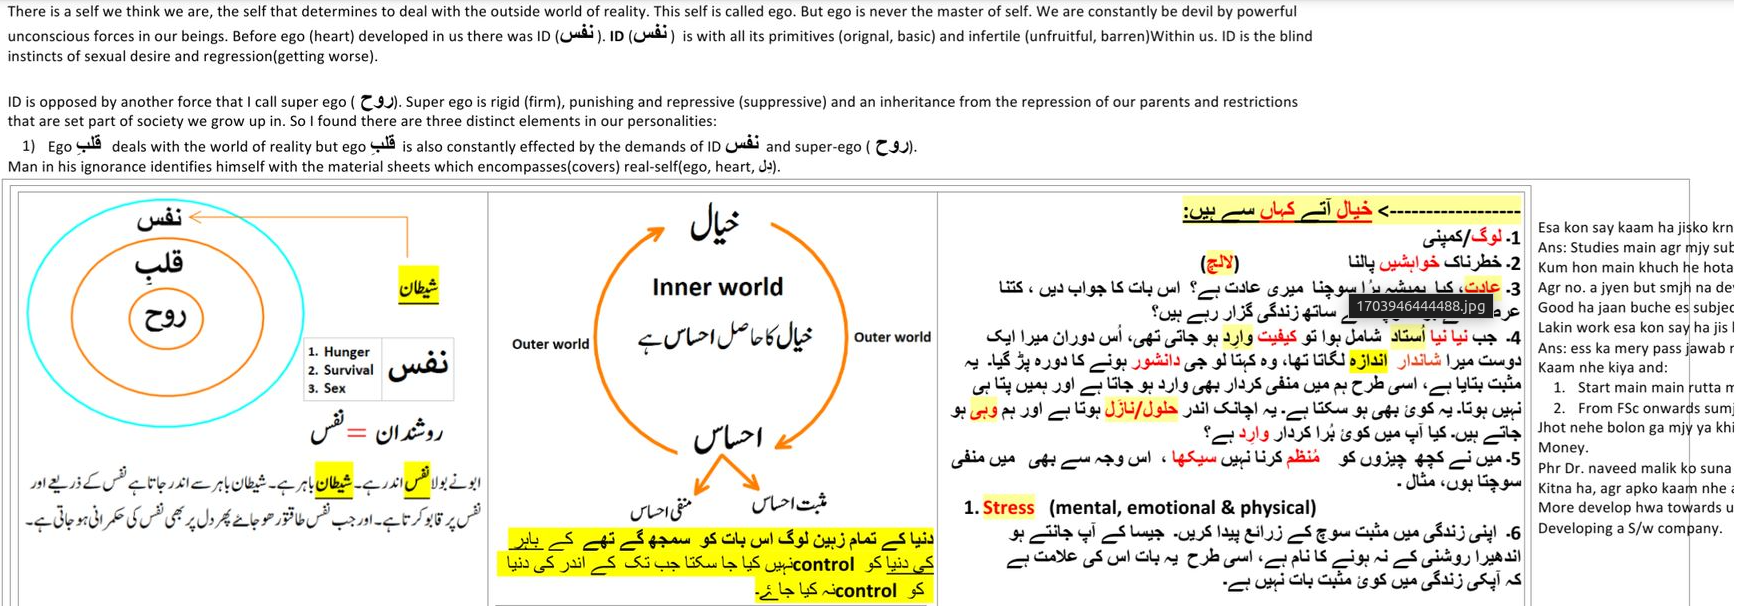 There is a self we think we are, the self that determines to deal with the outside world of reality. This self is called ego. But ego is never the master of self. We are constantly be devil by powerful
unconscious forces in our beings. Before ego (heart) developed in us there was ID (نفس). ID (نفس) is with all its primitives (orignal, basic) and infertile (unfruitful, barren)Within us. ID is the blind
instincts of sexual desire and regression(getting worse).
ID is opposed by another force that I call super ego ( روح). Super ego is rigid (firm), punishing and repressive (suppressive) and an inheritance from the repression of our parents and restrictions
that are set part of society we grow up in. So I found there are three distinct elements in our personalities:
1) Ego قلبِ deals with the world of reality but ego قلبِ is also constantly effected by the demands of ID نفس and super-ego ( روح).
Man in his ignorance identifies himself with the material sheets which encompasses(covers) real-self(ego, heart, دِل).
نفس
قلبِ
روح
شیطان
1. Hunger
2. Survival
3. Sex
نفس
روشندان = نفس
ابو نے بولا نفس اندر ہے۔ شیطان باہر ہے۔ شیطان باہر سے اندر جاتا ہے نفس کے ذریعے اور
نفس پر قابو کرتا ہے۔ اور جب نفس طاقتور ھو جائے پھر دل پر بھی نفس کی حکمرانی ہو جاتی ہے۔
خیال
Inner world
خیال کا حاصل احساس ہے
Outer world
Outer world
احساس
مثبت احساس
منفی احساس
دنیا کے تمام زہین لوگ اس بات کو سمجھ گے تھے کے باہر
کی دنیا کو controlنہیں کیا جا سکتا جب تک کے اندر کی دنیا
کو controlنہ کیا جائے۔
------------------> خیال آتے کہاں سے ہیں:
1. لوگ/کمپنی
2. خطرناک خواہشیں پالنا (لالچ)
3. عادت، کیا ہمیشہ بُرا سوچنا میری عادت ہے؟ اس بات کا جواب دیں ، کتنا
ساتھ زندگی گزار رہے ہیں؟
1703946444488.jpg
4. جب نیا نیا اُستاد شامل ہوا تو کیفیت وارِد ہو جاتی تھی، اُس دوران میرا ایک
دوست میرا شاندار اندازہ لگاتا تھا، وہ کہتا لو جی دانشور ہونے کا دورہ پڑ گیا۔ یہ
مثبت بتایا ہے، اسی طرح ہم میں منفی کردار بھی وارد ہو جاتا ہے اور ہمیں پتا ہی
نہیں ہوتا۔ یہ کوئ بھی ہو سکتا ہے۔ یہ اچانک اندر حلول/نازِل ہوتا ہے اور ہم وہی ہو
جاتے ہیں۔ کیا آپ میں کوئ بُرا کردار وارِد ہے؟
5. میں نے کچھ چیزوں کو مُنظم کرنا نہیں سیکھا ، اس وجہ سے بھی میں منفی
سوچتا ہوں، مثال۔
1. Stress (mental, emotional & physical)
6. اپنی زندگی میں مثبت سوچ کے زرائع پیدا کریں۔ جیسا کے آپ جانتے ہو
اندھیرا روشنی کے نہ ہونے کا نام ہے، اسی طرح یہ بات اس کی علامت ہے
کہ آپکی زندگی میں کوئ مثبت بات نہیں ہے۔
Esa kon say kaam ha jisko krn
Ans: Studies main agr mjy sub
Kum hon main khuch he hota
Agr no. a jyen but smjh na de
Good ha jaan buche es subjec
Lakin work esa kon say ha jis
Ans: ess ka mery pass jawab
Kaam nhe kiya and:
1. Start main main rutta
2. From FSc onwards sum
Jhot nehe bolon ga mjy ya khi
Money.
Phr Dr. naveed malik ko suna
Kitna ha, agr apko kaam nhe
More develop hwa towards
Developing a S/w company.